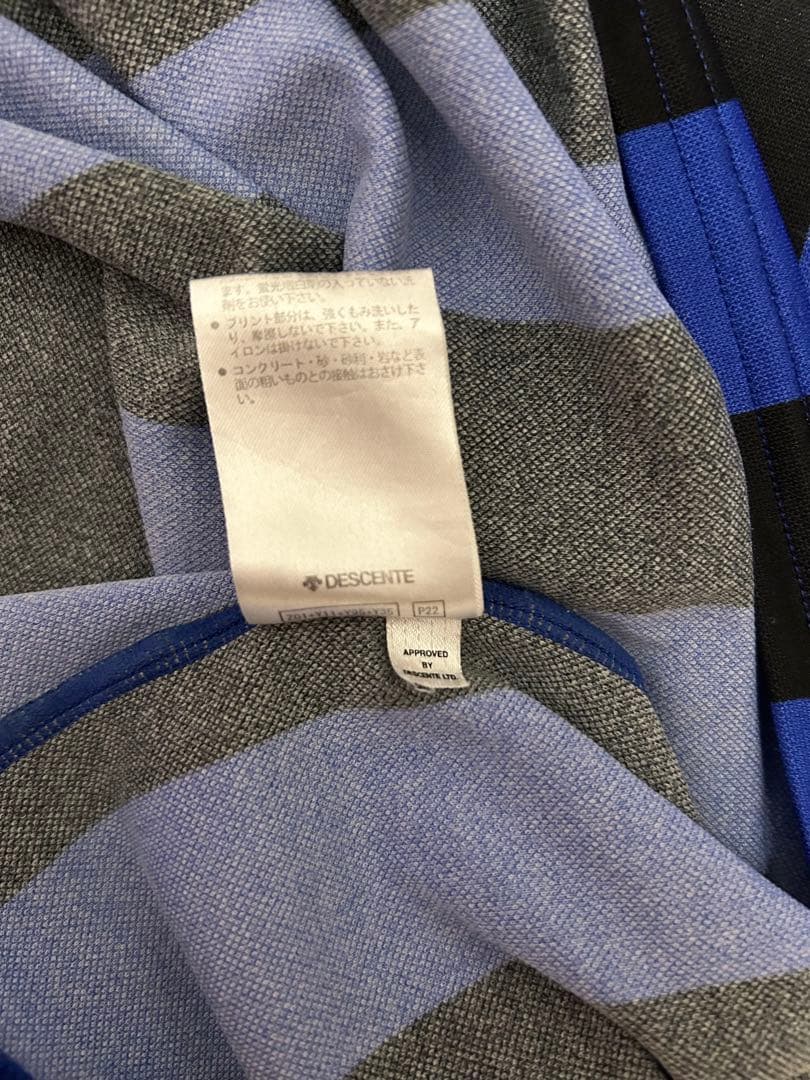 ます。蛍光増白剤の入っていない洗
剤をお使い下さい。
● プリント部分は、強くもみ洗いした
り、摩擦しないで下さい。また、ア
イロンは掛けないで下さい。
● コンクリート・砂・砂利・岩など表
面の粗いものとの接触はおさけ下さ
い。
DESCENTE
P22
APPROVED
BY
DESCENTE LTD.